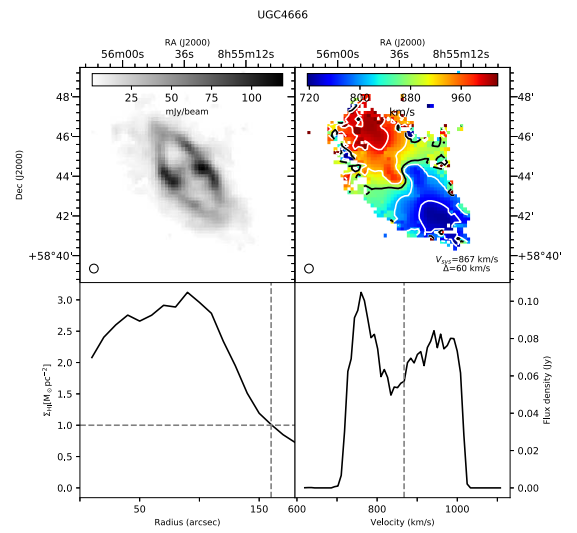 UGC4666
RA (J2000)
RA (J2000)
56m00s 36s 8h55m12s
56m00s 36s 8h55m12s
25 50 75 100
mJy/beam
720 800 880 960
km/s
Dec (J2000)
48'
46'
44'
42'
+58°40'
48'
46'
44'
42'
+58°40'
V_sys=867 km/s
Δ=60 km/s
Σ_HI[M_⊙pc⁻²]
3.0
2.5
2.0
1.5
1.0
0.5
0.0
50 150
Radius (arcsec)
0.10
0.08
0.06
0.04
0.02
0.00
Flux density (Jy)
600 800 1000
Velocity (km/s)